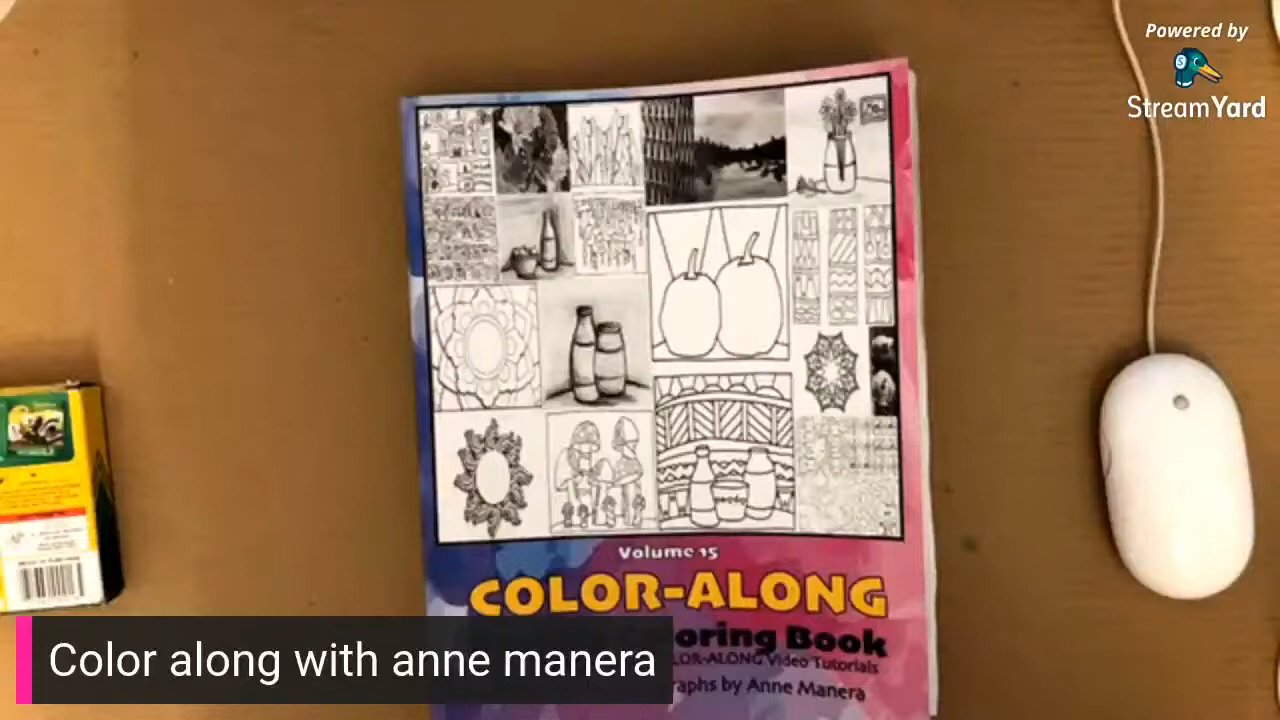 Powered by
StreamYard
Volume 15
COLOR-ALONG
oring Book
LOR-ALONG Video Tutorials
raphs by Anne Manera
Color along with anne manera